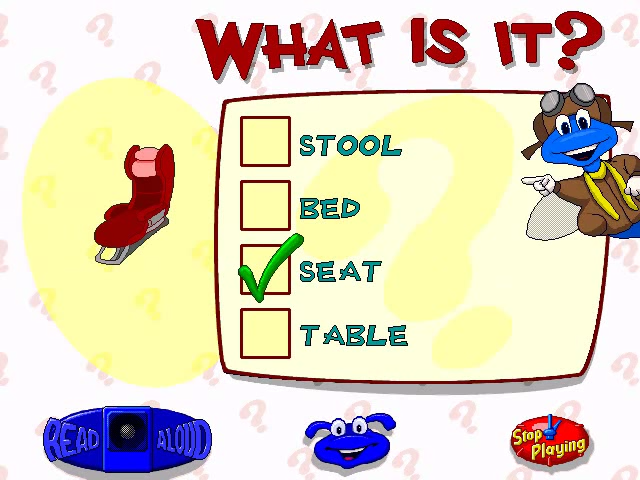 WHAT IS IT?
STOOL
BED
SEAT
TABLE
READ ALOUD
Stop
Playing